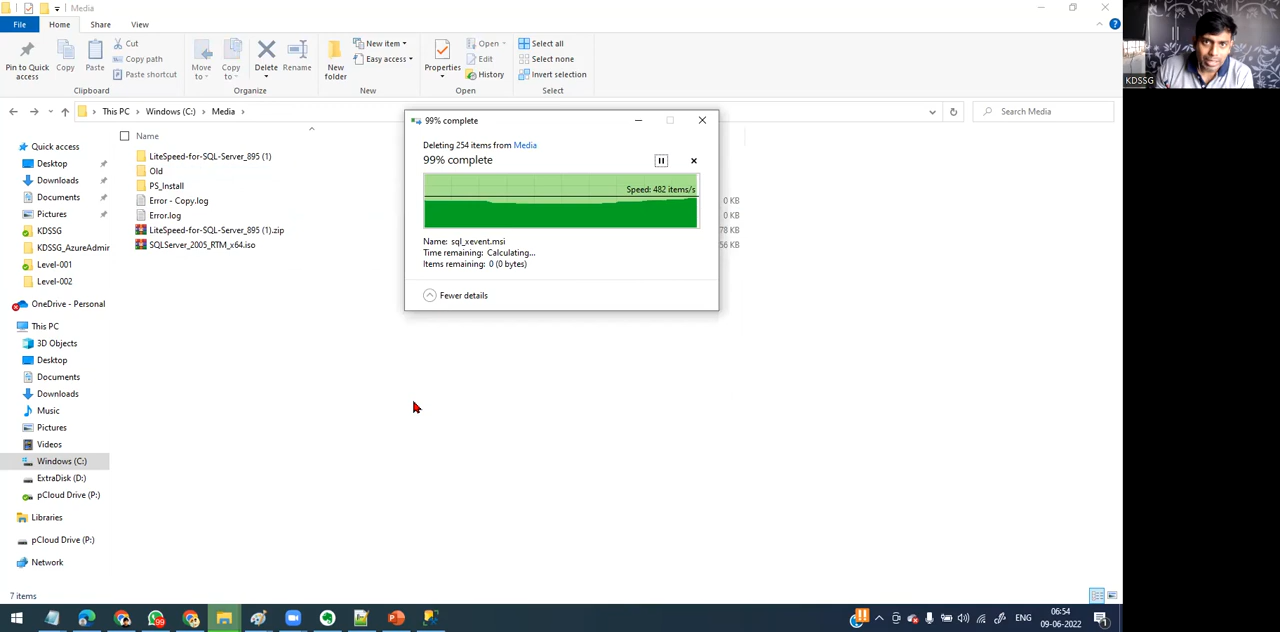 Media
File
Home
Share
View
Pin to Quick access
Copy
Paste
Cut
Copy path
Paste shortcut
Clipboard
Move to
Copy to
Delete
Rename
Organize
New folder
New item
Easy access
New
Properties
Open
Edit
History
Open
Select all
Select none
Invert selection
Select
KDSSG
This PC > Windows (C:) > Media >
Search Media
Name
Quick access
Desktop
Downloads
Documents
Pictures
KDSSG
KDSSG_AzureAdmir
Level-001
Level-002
OneDrive - Personal
This PC
3D Objects
Desktop
Documents
Downloads
Music
Pictures
Videos
Windows (C:)
ExtraDisk (D:)
pCloud Drive (P:)
Libraries
pCloud Drive (P:)
Network
LiteSpeed-for-SQL-Server_895 (1)
Old
PS_Install
Error - Copy.log
0 KB
Error.log
0 KB
LiteSpeed-for-SQL-Server_895 (1).zip
78 KB
SQLServer_2005_RTM_x64.iso
56 KB
99% complete
Deleting 254 items from Media
99% complete
Speed: 482 items/s
Name: sql_xevent.msi
Time remaining: Calculating...
Items remaining: 0 (0 bytes)
Fewer details
7 items
99
ENG
06:54
09-06-2022